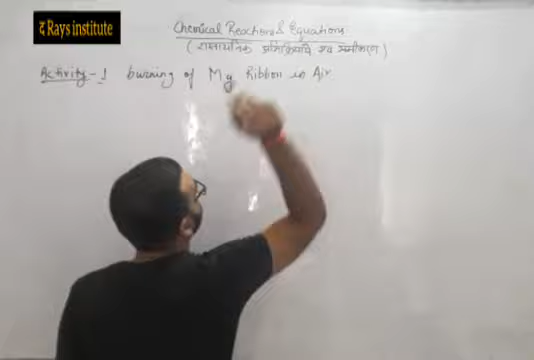 द Rays institute
Chemical Reactions & Equations
(रासायनिक अभिक्रियाएँ एवं समीकरण)
Activity-1 burning of Mg Ribbon in Air